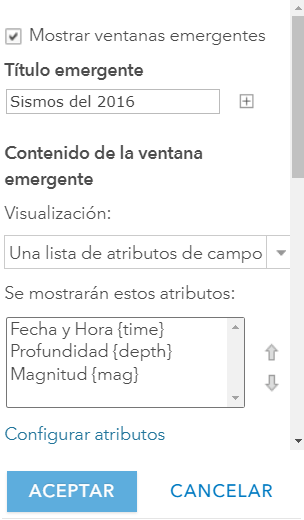 Mostrar ventanas emergentes
Título emergente
Sismos del 2016
Contenido de la ventana
emergente
Visualización:
Una lista de atributos de campo
Se mostrarán estos atributos:
Fecha y Hora {time}
Profundidad {depth}
Magnitud {mag}
Configurar atributos
ACEPTAR CANCELAR